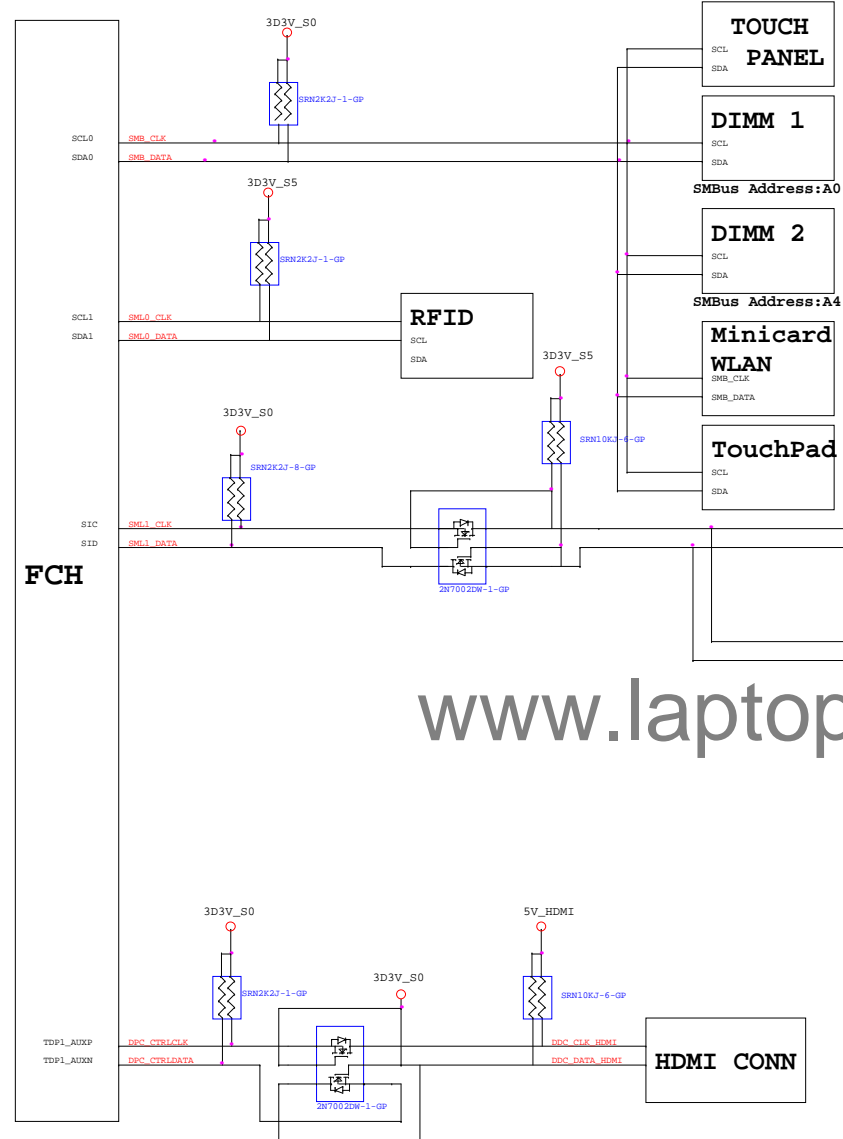 3D3V_S0
TOUCH
PANEL
SCL
SDA
SRN2K2J-1-GP
DIMM 1
SCL0
SMB_CLK
SCL
SDA0
SMB_DATA
SDA
SMBus Address:A0
3D3V_S5
DIMM 2
SRN2K2J-1-GP
SCL
SDA
SMBus Address:A4
SCL1
SML0_CLK
RFID
SDA1
SML0_DATA
SCL
SDA
Minicard
WLAN
SMB_CLK
SMB_DATA
3D3V_S5
3D3V_S0
SRN10KJ-6-GP
TouchPad
SCL
SDA
SRN2K2J-8-GP
SIC
SML1_CLK
SID
SML1_DATA
FCH
2N7002DW-1-GP
www.laptop
3D3V_S0
5V_HDMI
3D3V_S0
SRN2K2J-1-GP
SRN10KJ-6-GP
TDP1_AUXP
DPC_CTRLCLK
DDC_CLK_HDMI
TDP1_AUXN
DPC_CTRLDATA
DDC_DATA_HDMI
HDMI CONN
2N7002DW-1-GP